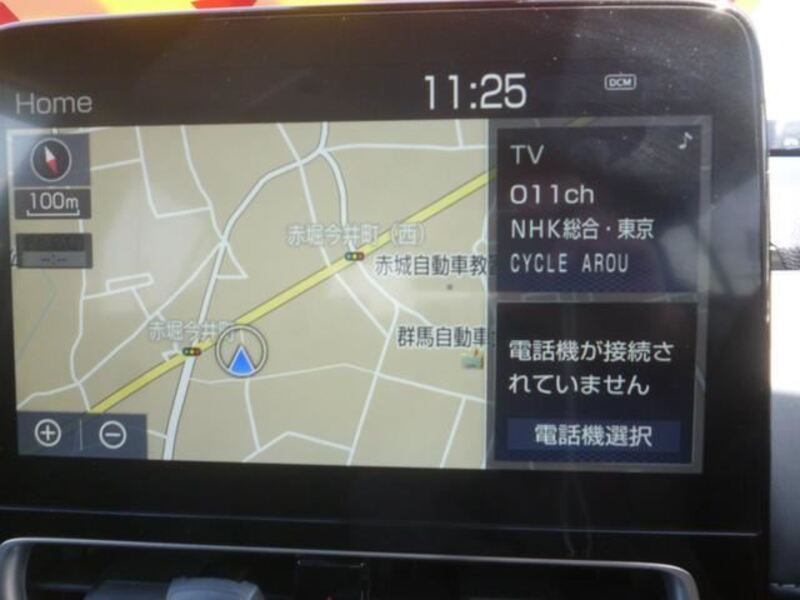 Home
11:25
DCM
100m
赤堀今井町(西)
赤城自動車教
赤堀今井町
群馬自動車
TV
011ch
NHK総合・東京
CYCLE AROU
電話機が接続さ
れていません
電話機選択